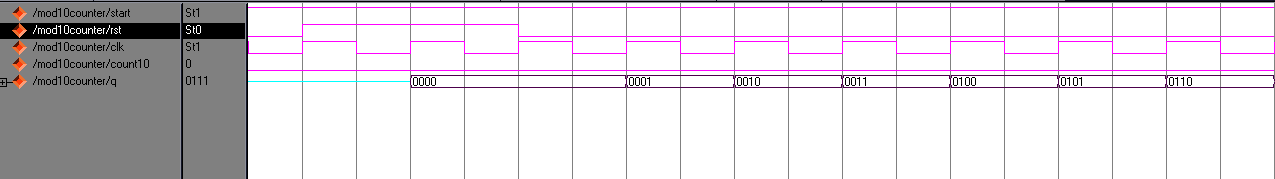 /mod10counter/start St1
/mod10counter/rst St0
/mod10counter/clk St1
/mod10counter/count10 0
/mod10counter/q 0111 0000 0001 0010 0011 0100 0101 0110